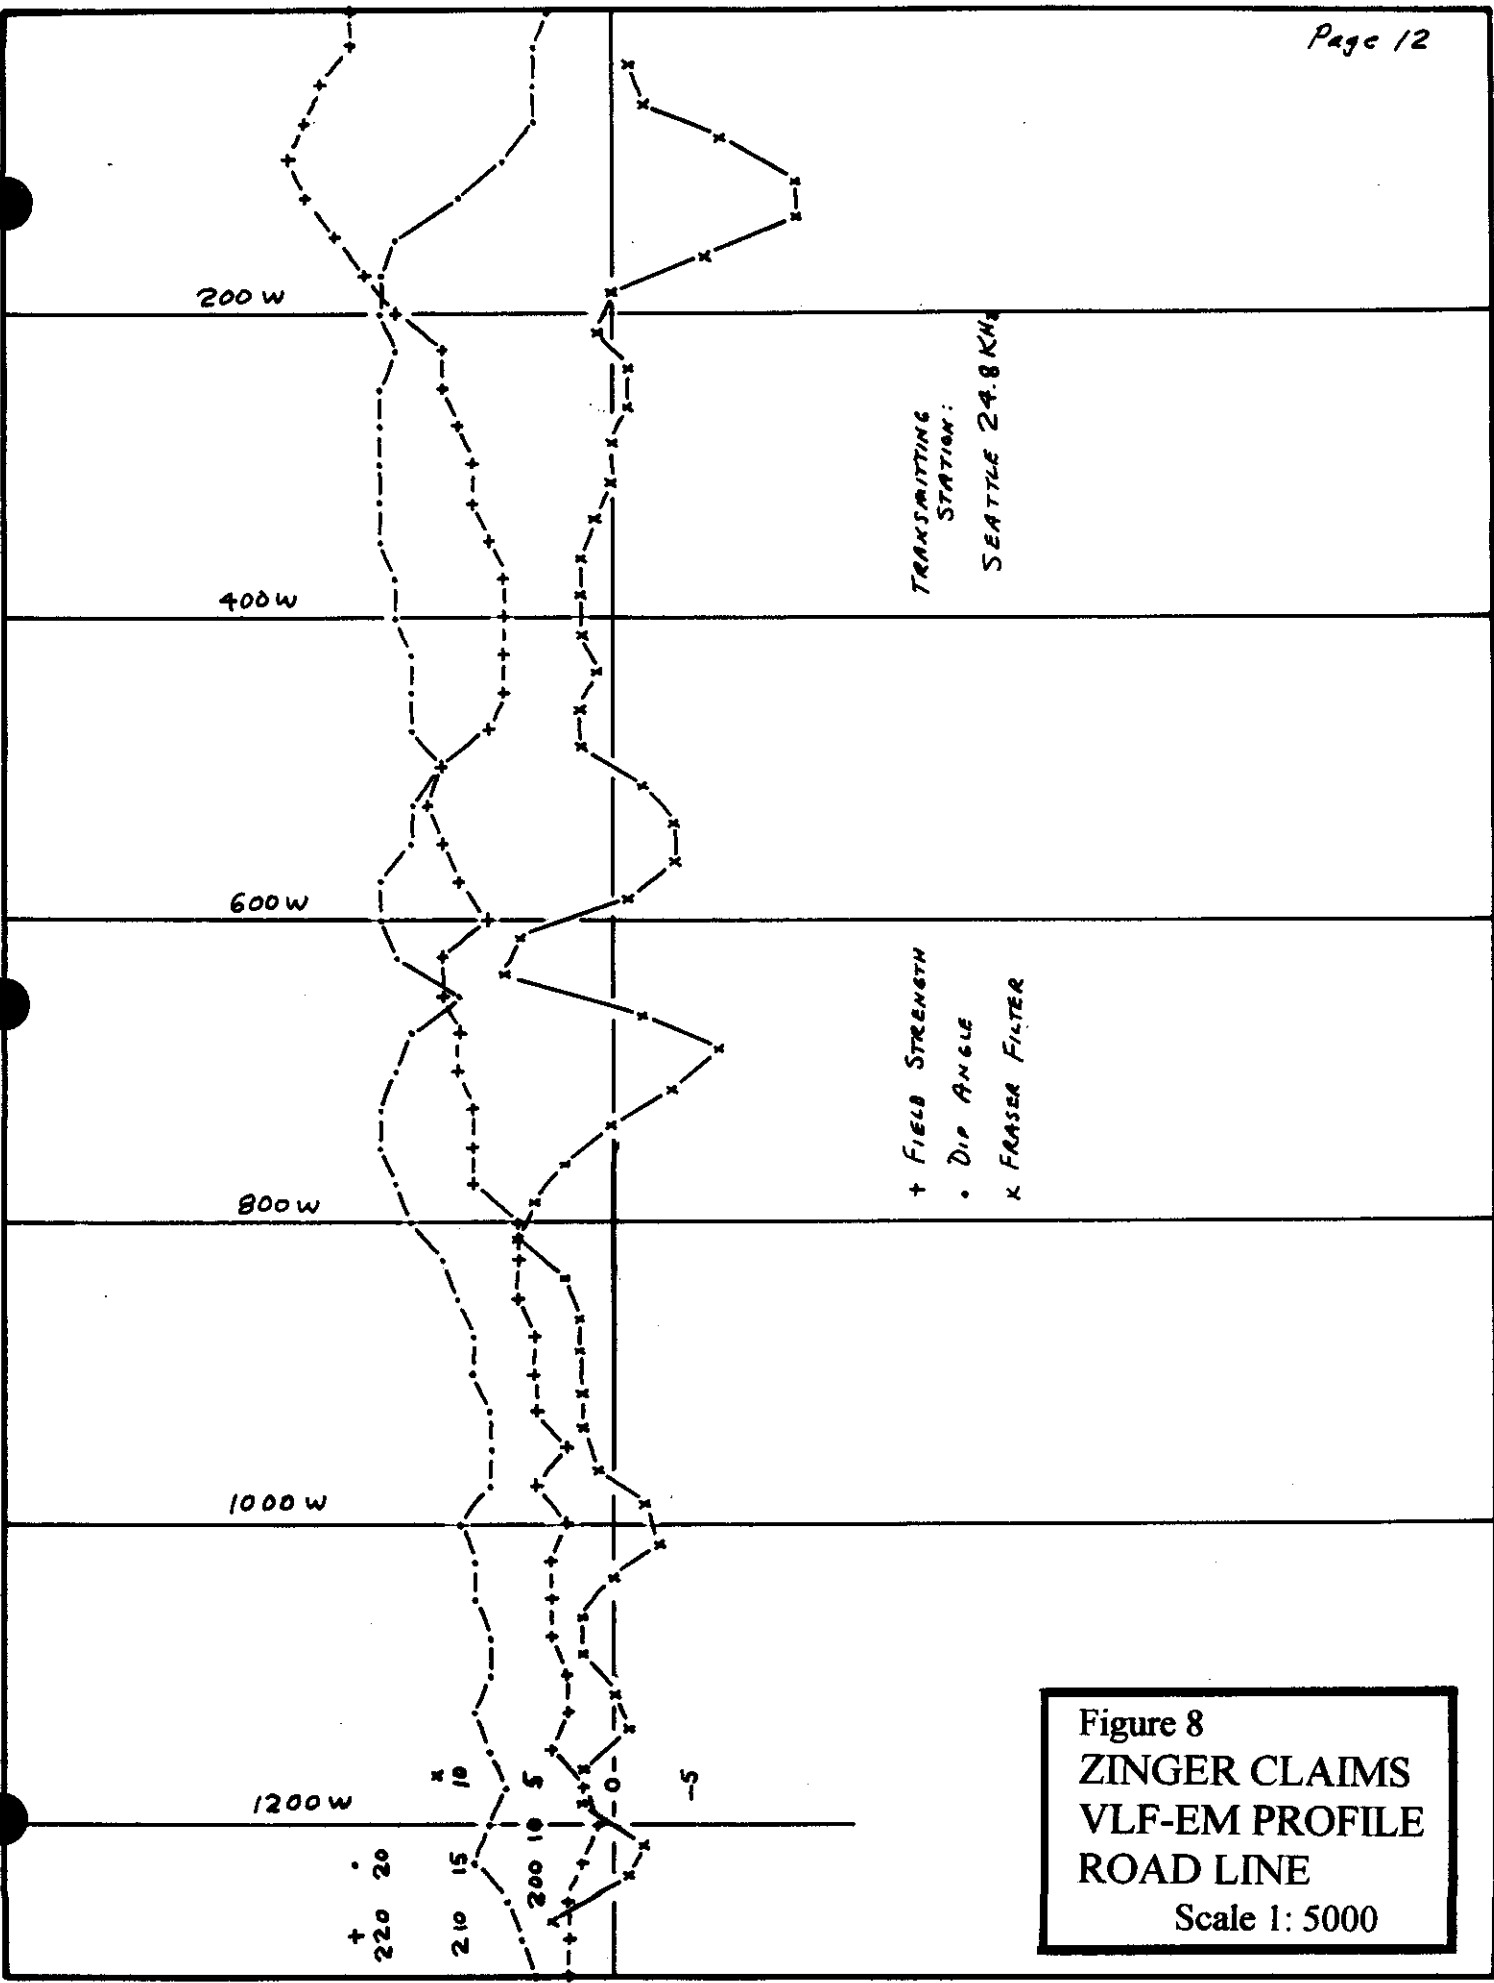 Page 12
200 W
400 W
600 W
800 W
1000 W
1200 W
TRANSMITTING
STATION:
SEATTLE 24.8 KHz
+ FIELD STRENGTH
• DIP ANGLE
x FRASER FILTER
x 10 5 0 -5
• 20 15 10
+ 220 210 200
Figure 8
ZINGER CLAIMS
VLF-EM PROFILE
ROAD LINE
Scale 1: 5000